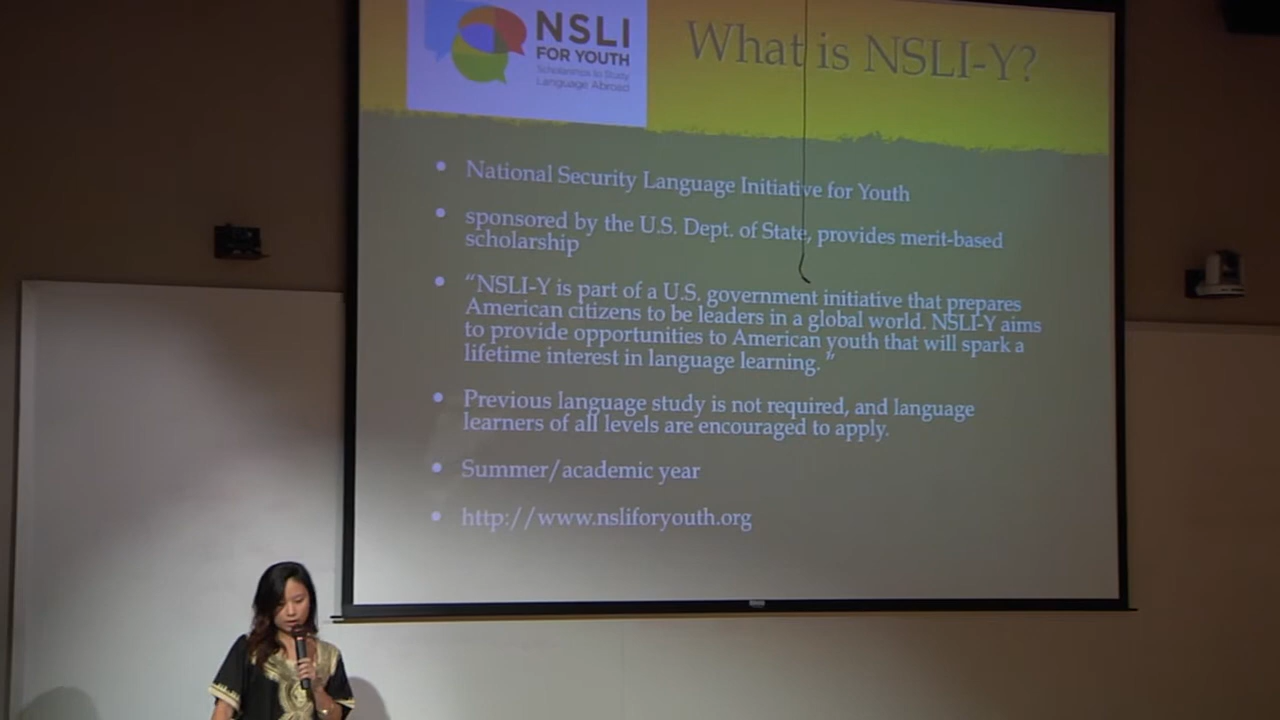 NSLI
FOR YOUTH
Scholarships to Study
Language Abroad
What is NSLI-Y?
• National Security Language Initiative for Youth
• sponsored by the U.S. Dept. of State, provides merit-based
scholarship
• “NSLI-Y is part of a U.S. government initiative that prepares
American citizens to be leaders in a global world. NSLI-Y aims
to provide opportunities to American youth that will spark a
lifetime interest in language learning.”
• Previous language study is not required, and language
learners of all levels are encouraged to apply.
• Summer/academic year
• http://www.nsliforyouth.org